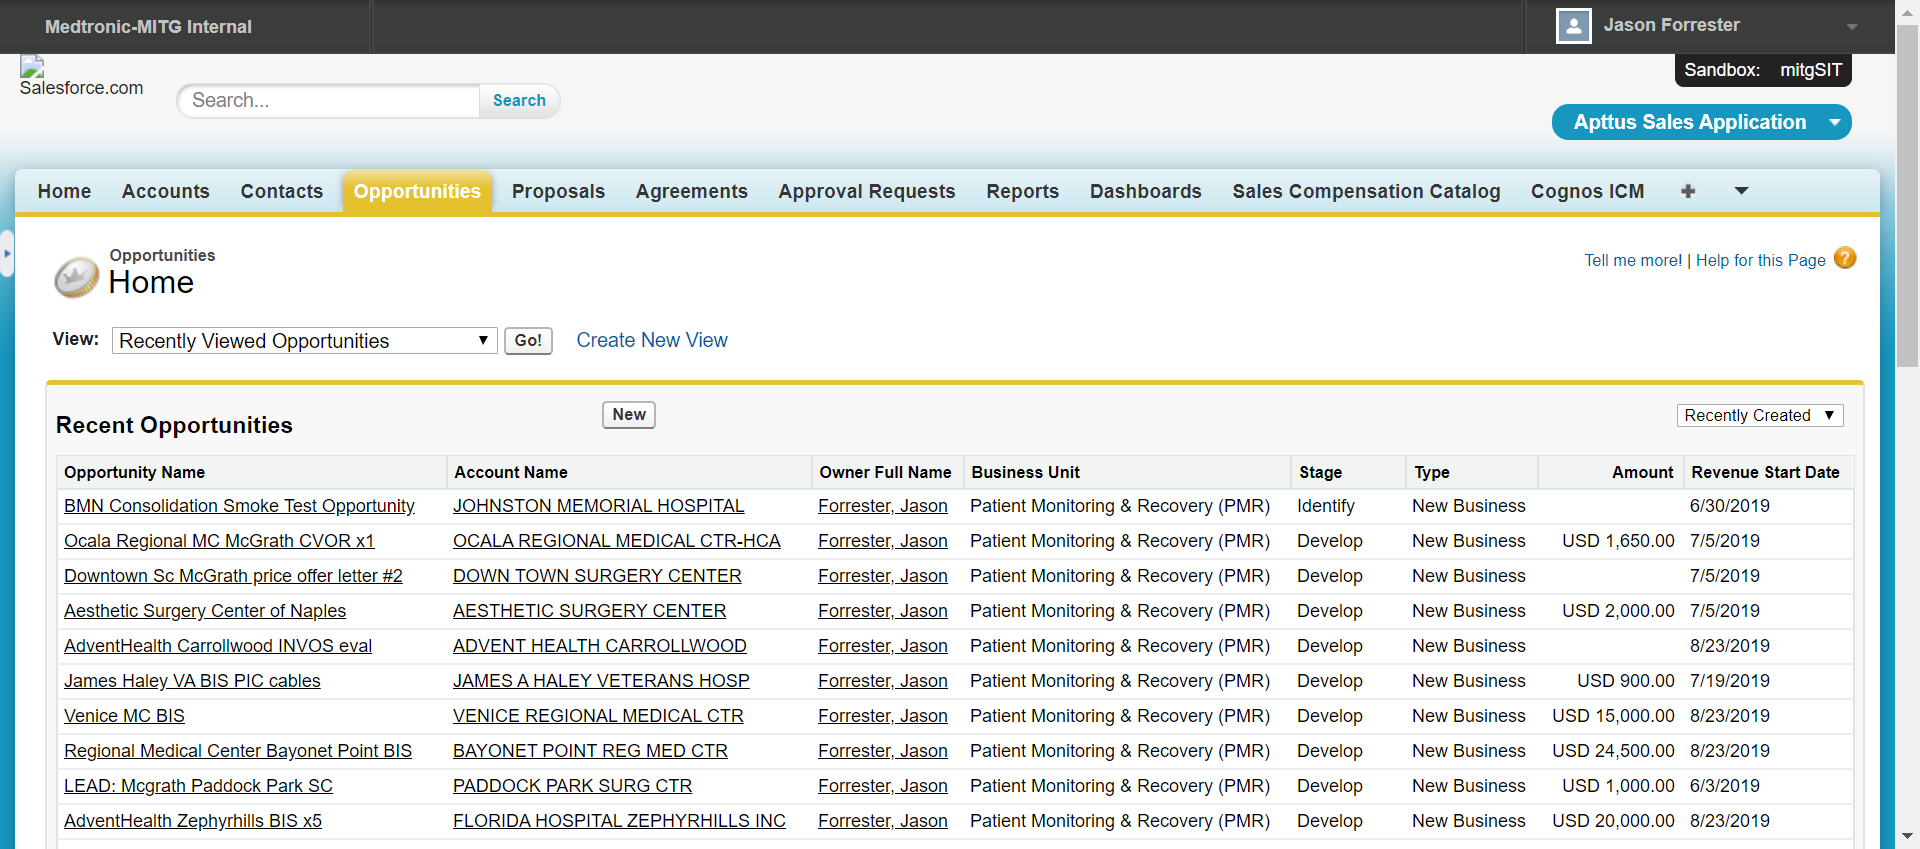 Medtronic-MITG Internal
Jason Forrester
Salesforce.com
Search...
Search
Sandbox: mitgSIT
Apttus Sales Application
Home Accounts Contacts Opportunities Proposals Agreements Approval Requests Reports Dashboards Sales Compensation Catalog Cognos ICM
Opportunities
Home
Tell me more! | Help for this Page ?
View: Recently Viewed Opportunities Go! Create New View
Recent Opportunities New Recently Created
Opportunity Name Account Name Owner Full Name Business Unit Stage Type Amount Revenue Start Date
BMN Consolidation Smoke Test Opportunity JOHNSTON MEMORIAL HOSPITAL Forrester, Jason Patient Monitoring & Recovery (PMR) Identify New Business 6/30/2019
Ocala Regional MC McGrath CVOR x1 OCALA REGIONAL MEDICAL CTR-HCA Forrester, Jason Patient Monitoring & Recovery (PMR) Develop New Business USD 1,650.00 7/5/2019
Downtown Sc McGrath price offer letter #2 DOWN TOWN SURGERY CENTER Forrester, Jason Patient Monitoring & Recovery (PMR) Develop New Business 7/5/2019
Aesthetic Surgery Center of Naples AESTHETIC SURGERY CENTER Forrester, Jason Patient Monitoring & Recovery (PMR) Develop New Business USD 2,000.00 7/5/2019
AdventHealth Carrollwood INVOS eval ADVENT HEALTH CARROLLWOOD Forrester, Jason Patient Monitoring & Recovery (PMR) Develop New Business 8/23/2019
James Haley VA BIS PIC cables JAMES A HALEY VETERANS HOSP Forrester, Jason Patient Monitoring & Recovery (PMR) Develop New Business USD 900.00 7/19/2019
Venice MC BIS VENICE REGIONAL MEDICAL CTR Forrester, Jason Patient Monitoring & Recovery (PMR) Develop New Business USD 15,000.00 8/23/2019
Regional Medical Center Bayonet Point BIS BAYONET POINT REG MED CTR Forrester, Jason Patient Monitoring & Recovery (PMR) Develop New Business USD 24,500.00 8/23/2019
LEAD: Mcgrath Paddock Park SC PADDOCK PARK SURG CTR Forrester, Jason Patient Monitoring & Recovery (PMR) Develop New Business USD 1,000.00 6/3/2019
AdventHealth Zephyrhills BIS x5 FLORIDA HOSPITAL ZEPHYRHILLS INC Forrester, Jason Patient Monitoring & Recovery (PMR) Develop New Business USD 20,000.00 8/23/2019